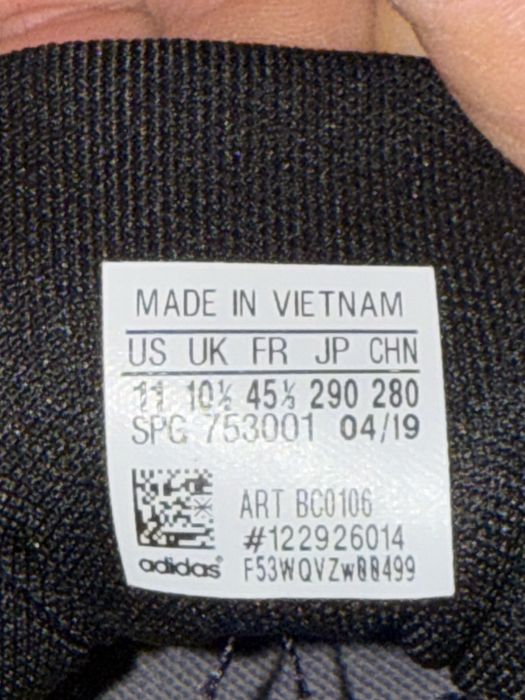 MADE IN VIETNAM
US UK FR JP CHN
11 10½ 45⅓ 290 280
SPG 753001 04/19
ART BC0106
#122926014
adidas® F53WQVZw00499